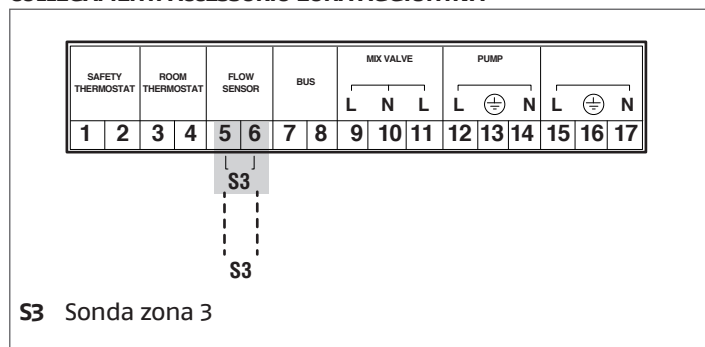 MIX VALVE PUMP
SAFETY THERMOSTAT ROOM THERMOSTAT FLOW SENSOR BUS
L N L L N L N
1 2 3 4 5 6 7 8 9 10 11 12 13 14 15 16 17
S3
S3
S3 Sonda zona 3